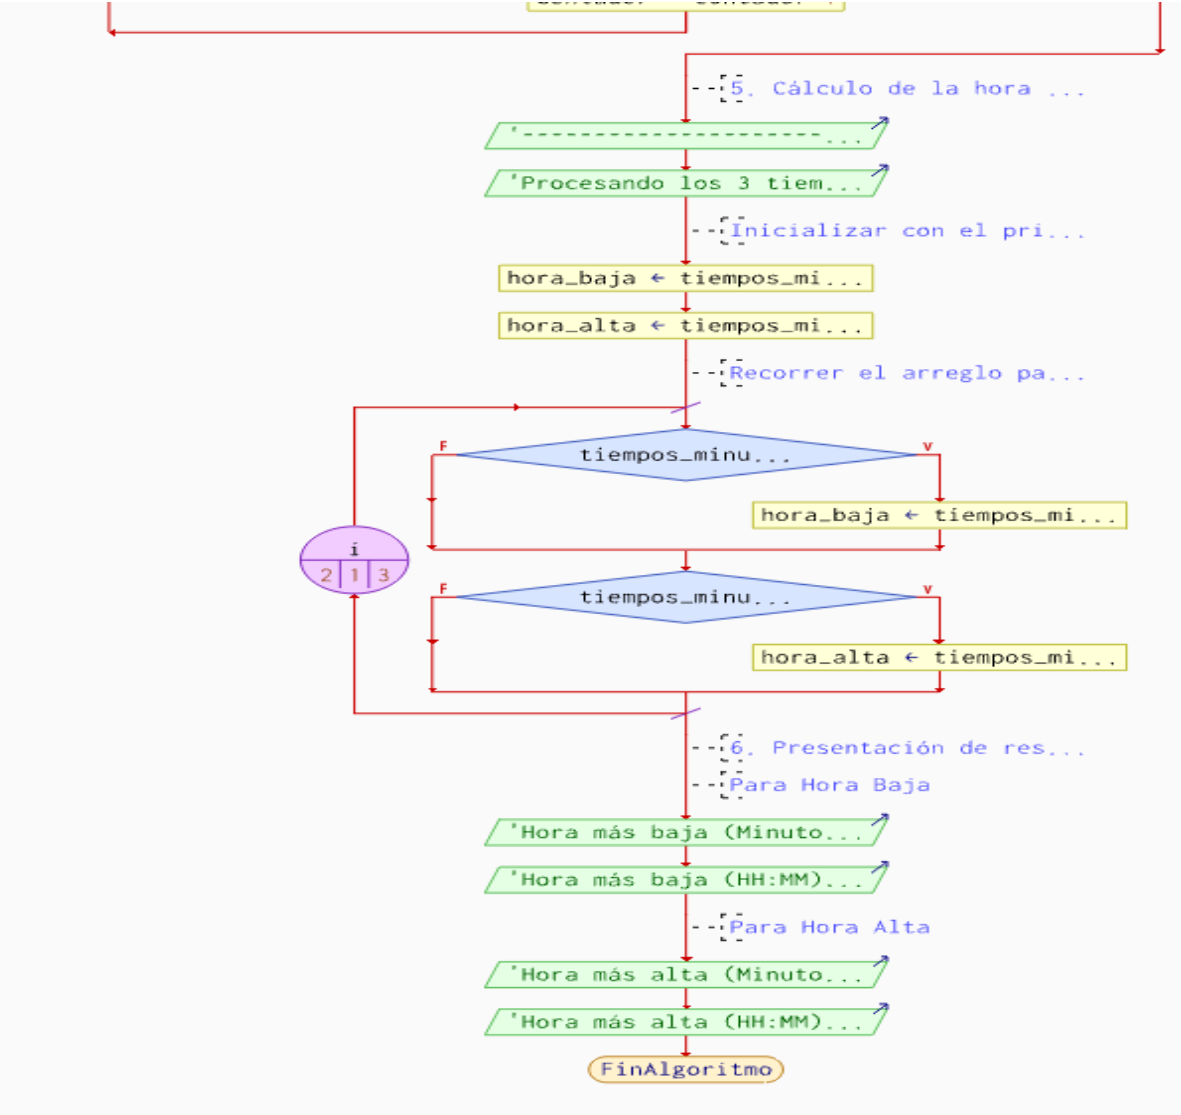 5. Cálculo de la hora ...
'---------------------...
'Procesando los 3 tiem...
Inicializar con el pri...
hora_baja ← tiempos_mi...
hora_alta ← tiempos_mi...
Recorrer el arreglo pa...
tiempos_minu...
F
V
hora_baja ← tiempos_mi...
i
2 1 3
tiempos_minu...
F
V
hora_alta ← tiempos_mi...
6. Presentación de res...
Para Hora Baja
'Hora más baja (Minuto...
'Hora más baja (HH:MM)...
Para Hora Alta
'Hora más alta (Minuto...
'Hora más alta (HH:MM)...
FinAlgoritmo